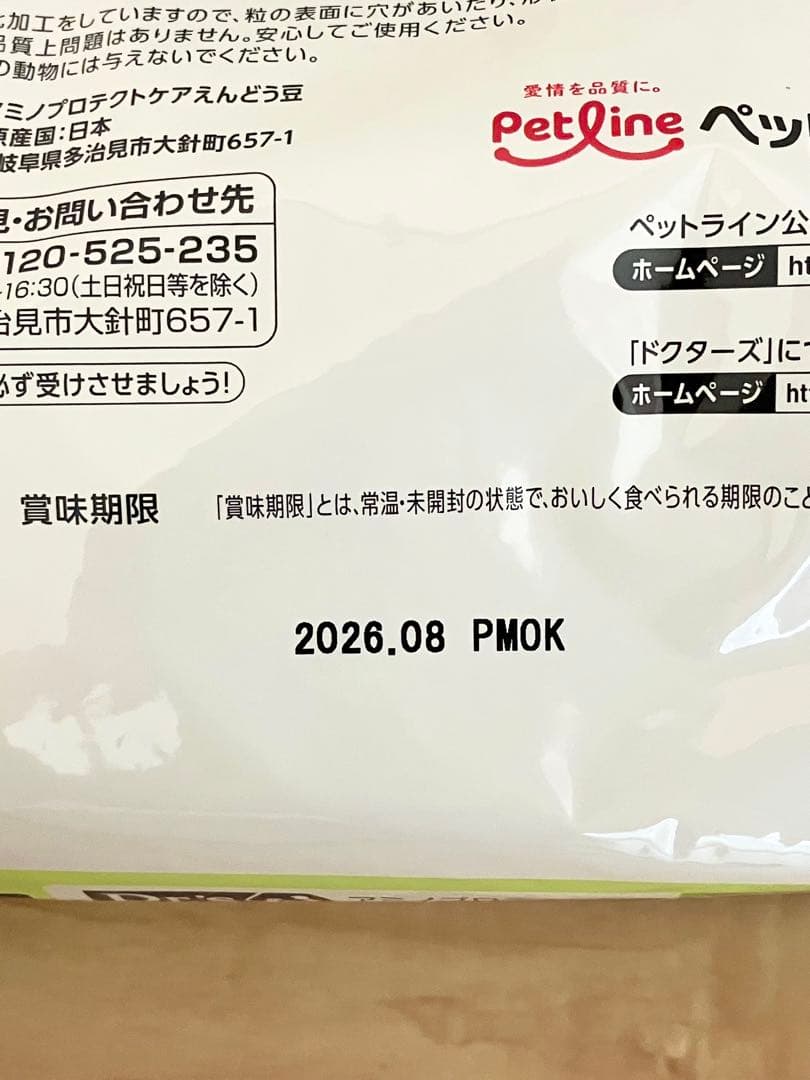 加工をしていますので、粒の表面に穴があいたり、
品質上問題はありません。安心してご使用ください。
の動物には与えないでください。
アミノプロテクトケアえんどう豆
原産国:日本
岐阜県多治見市大針町657-1
愛情を品質に。
Petline ペッ
見・お問い合わせ先
120-525-235
16:30(土日祝日等を除く)
治見市大針町657-1
必ず受けさせましょう!
ペットライン公
ホームページ ht
「ドクターズ」に
ホームページ ht
賞味期限 「賞味期限」とは、常温・未開封の状態で、おいしく食べられる期限のこと
2026.08 PMOK